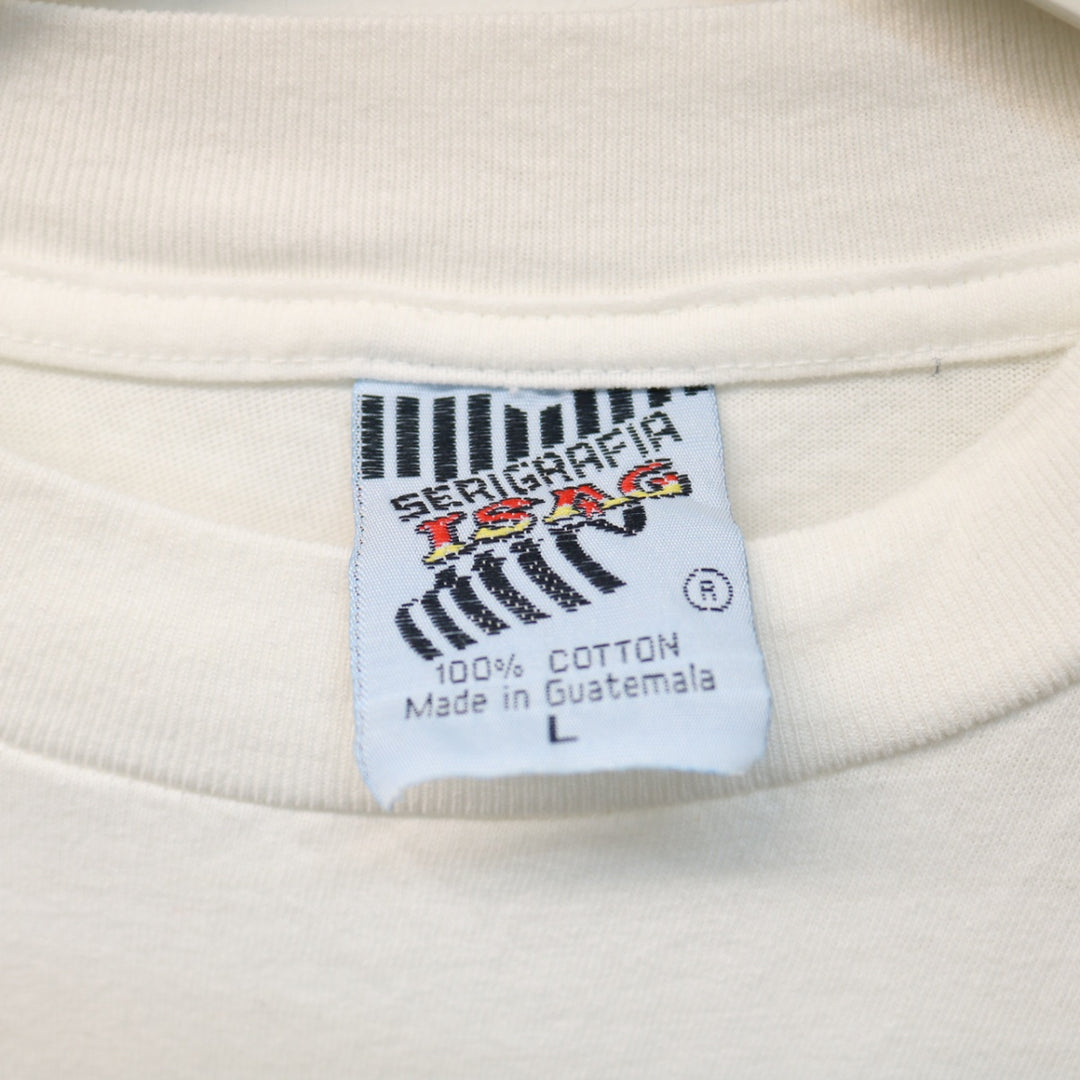 SERIGRAFIA
ISAG
®
100% COTTON
Made in Guatemala
L